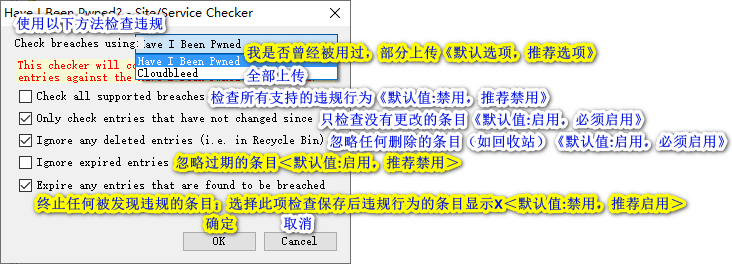 Have I Been Pwned? - Site/Service Checker
使用以下方法检查违规
Check breaches using: Have I Been Pwned
我是否曾经被用过，部分上传《默认选项，推荐选项》
Have I Been Pwned
Cloudbleed
全部上传
This checker will
entries against the
Check all supported breaches 检查所有支持的违规行为《默认值:禁用，推荐禁用》
Only check entries that have not changed since 只检查没有更改的条目《默认值:启用，必须启用》
Ignore any deleted entries (i.e. in Recycle Bin) 忽略任何删除的条目（如回收站）《默认值:启用，必须启用》
Ignore expired entries 忽略过期的条目＜默认值:启用，推荐禁用＞
Expire any entries that are found to be breached
终止任何被发现违规的条目；选择此项检查保存后违规行为的条目显示X＜默认值:禁用，推荐启用＞
确定 取消
OK Cancel